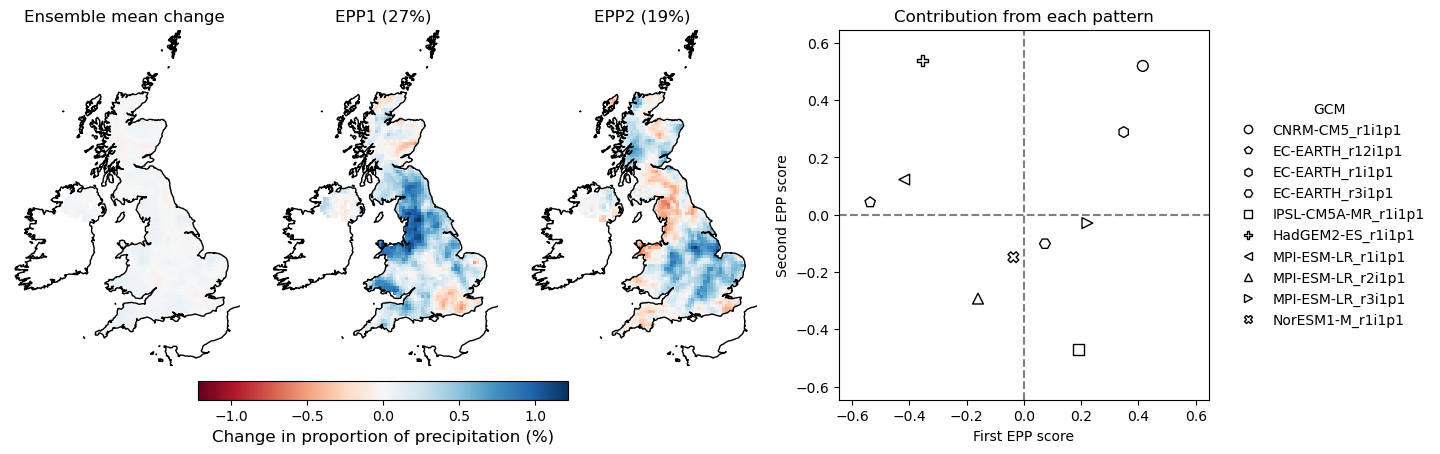 Ensemble mean change
EPP1 (27%)
EPP2 (19%)
−1.0
−0.5
0.0
0.5
1.0
Change in proportion of precipitation (%)
Contribution from each pattern
Second EPP score
0.6
0.4
0.2
0.0
−0.2
−0.4
−0.6
−0.6
−0.4
−0.2
0.0
0.2
0.4
0.6
First EPP score
GCM
CNRM-CM5_r1i1p1
EC-EARTH_r12i1p1
EC-EARTH_r1i1p1
EC-EARTH_r3i1p1
IPSL-CM5A-MR_r1i1p1
HadGEM2-ES_r1i1p1
MPI-ESM-LR_r1i1p1
MPI-ESM-LR_r2i1p1
MPI-ESM-LR_r3i1p1
NorESM1-M_r1i1p1